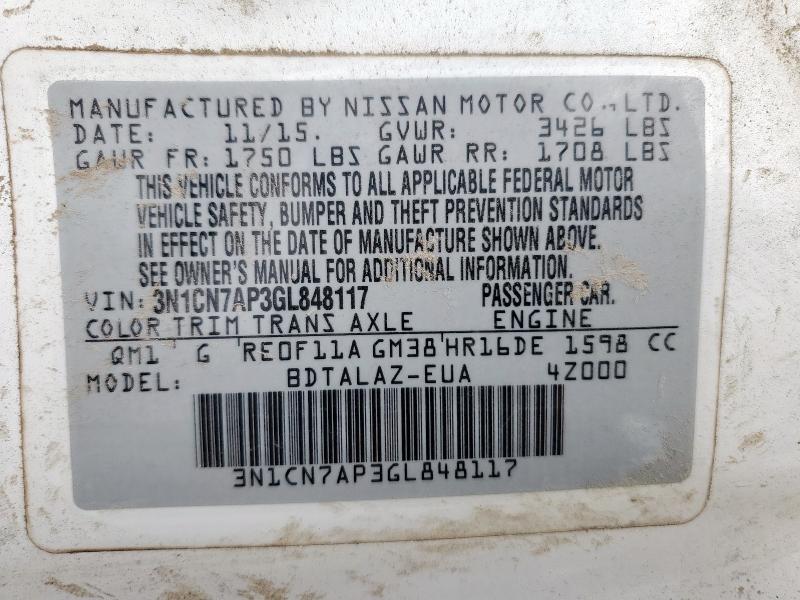 MANUFACTURED BY NISSAN MOTOR CO., LTD.
DATE: 11/15. GVWR: 3426 LBS
GAWR FR: 1750 LBS GAWR RR: 1708 LBS
THIS VEHICLE CONFORMS TO ALL APPLICABLE FEDERAL MOTOR
VEHICLE SAFETY, BUMPER AND THEFT PREVENTION STANDARDS
IN EFFECT ON THE DATE OF MANUFACTURE SHOWN ABOVE.
SEE OWNER'S MANUAL FOR ADDITIONAL INFORMATION.
VIN: 3N1CN7AP3GL848117 PASSENGER CAR.
COLOR TRIM TRANS AXLE ENGINE
QM1 G RE0F11A GM38 HR16DE 1598 CC
MODEL: BDTALAZ-EUA 4Z000
3N1CN7AP3GL848117